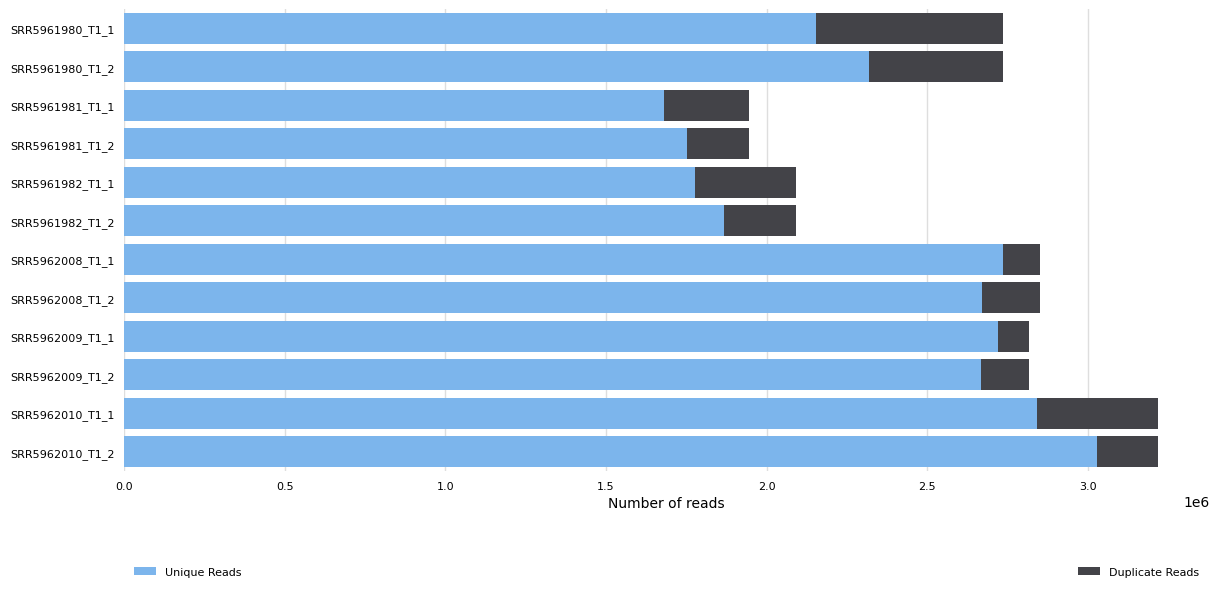 SRR5961980_T1_1
SRR5961980_T1_2
SRR5961981_T1_1
SRR5961981_T1_2
SRR5961982_T1_1
SRR5961982_T1_2
SRR5962008_T1_1
SRR5962008_T1_2
SRR5962009_T1_1
SRR5962009_T1_2
SRR5962010_T1_1
SRR5962010_T1_2
0.0 0.5 1.0 1.5 2.0 2.5 3.0
Number of reads 1e6
Unique Reads Duplicate Reads